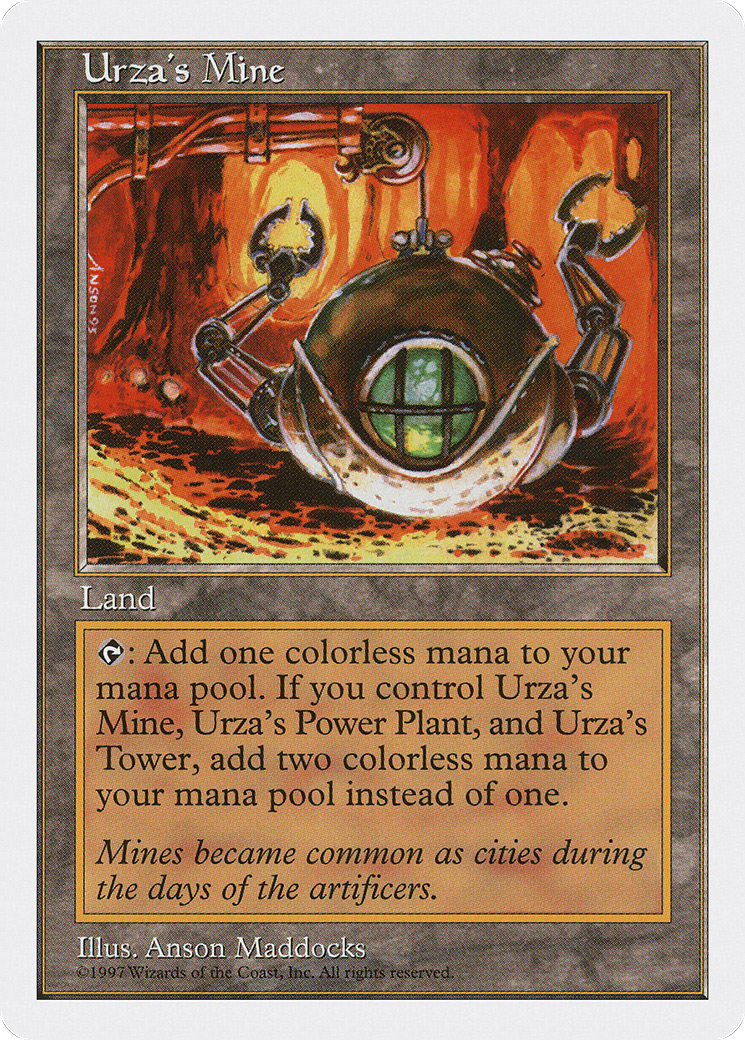 Urza's Mine
ANSON93
Land
: Add one colorless mana to your
mana pool. If you control Urza's
Mine, Urza's Power Plant, and Urza's
Tower, add two colorless mana to
your mana pool instead of one.
Mines became common as cities during
the days of the artificers.
Illus. Anson Maddocks
©1997 Wizards of the Coast, Inc. All rights reserved.